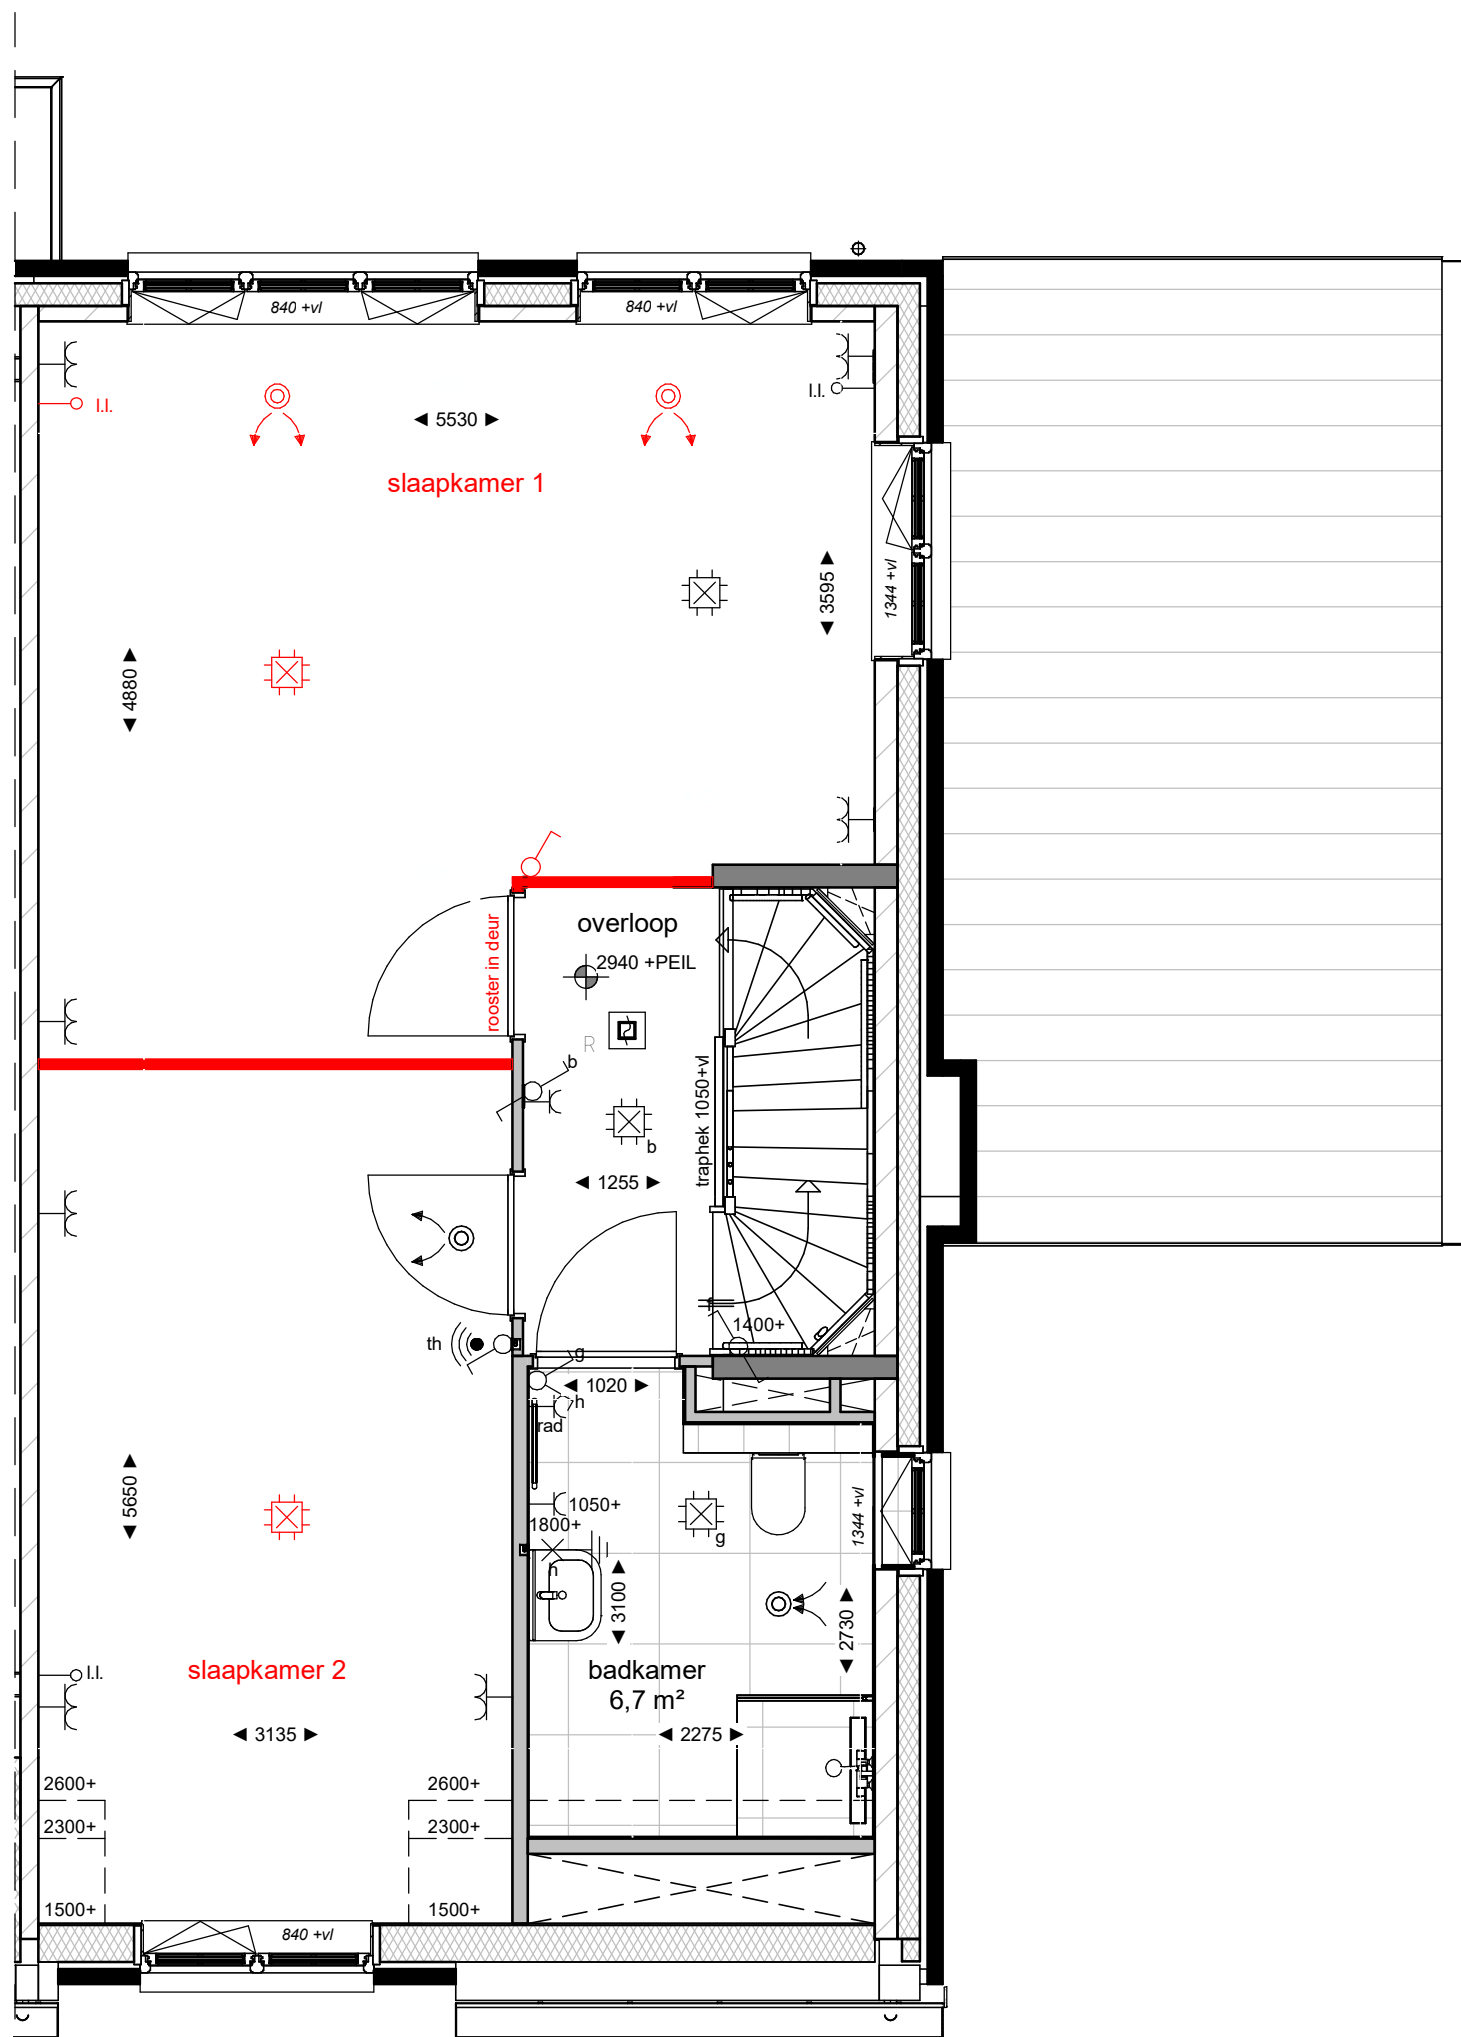 840 +vl
840 +vl
l.l.
l.l.
5530
slaapkamer 1
3595
1344 +vl
4880
rooster in deur
overloop
2940 +PEIL
R
b
b
traphek 1050+vl
1255
th
1400+
g
1020
h
rad
1050+
1800+
h
g
1344 +vl
5650
3100
2730
l.l.
slaapkamer 2
badkamer
6,7 m²
3135
2275
2600+
2600+
2300+
2300+
1500+
1500+
840 +vl